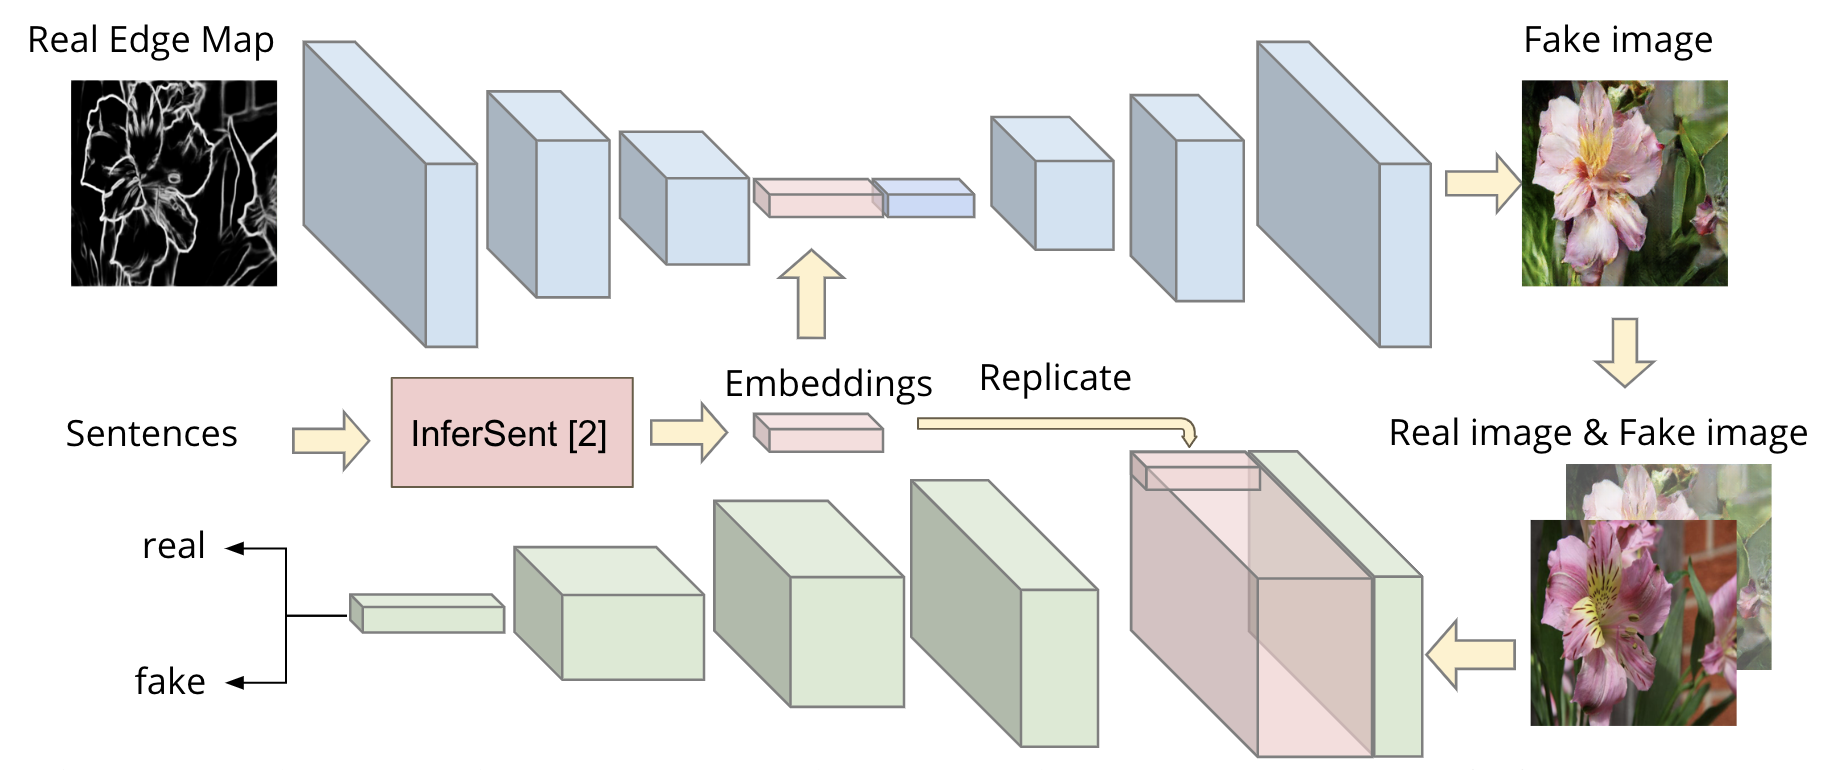 Real Edge Map
Fake image
Embeddings
Replicate
Sentences
InferSent [2]
Real image & Fake image
real
fake